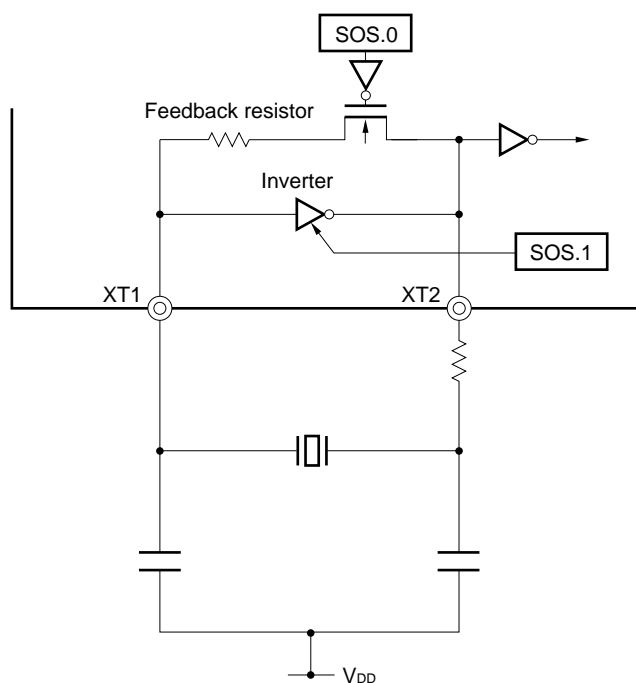 SOS.0
Feedback resistor
Inverter
SOS.1
XT1
XT2
VDD